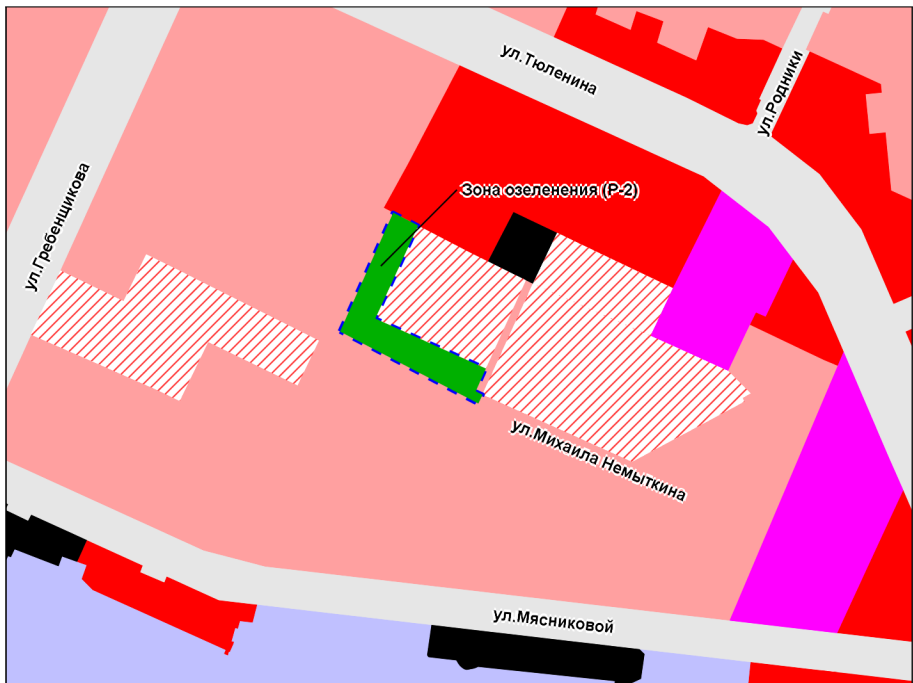 ул.Тюленина
ул.Родники
Зона озеленения (Р-2)
ул.Гребенщикова
ул.Михаила Немыткина
ул.Мясниковой